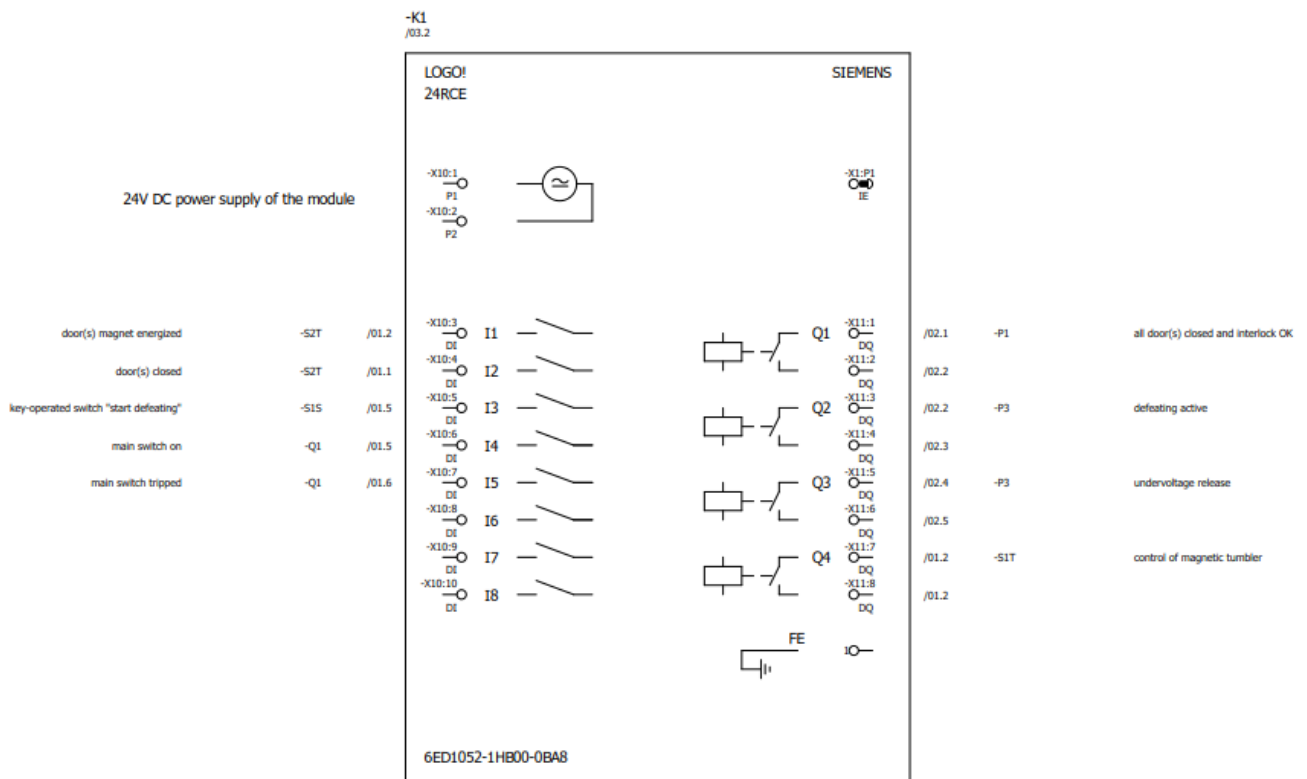 -K1
/03.2
LOGO! SIEMENS
24RCE
-X10:1 -X1:P1
P1 IE
24V DC power supply of the module
-X10:2
P2
door(s) magnet energized -S2T /01.2 -X10:3 DI I1 Q1 -X11:1 DQ /02.1 -P1 all door(s) closed and interlock OK
door(s) closed -S2T /01.1 -X10:4 DI I2 -X11:2 DQ /02.2
key-operated switch "start defeating" -S1S /01.5 -X10:5 DI I3 Q2 -X11:3 DQ /02.2 -P3 defeating active
main switch on -Q1 /01.5 -X10:6 DI I4 -X11:4 DQ /02.3
main switch tripped -Q1 /01.6 -X10:7 DI I5 Q3 -X11:5 DQ /02.4 -P3 undervoltage release
-X10:8 DI I6 -X11:6 DQ /02.5
-X10:9 DI I7 Q4 -X11:7 DQ /01.2 -S1T control of magnetic tumbler
-X10:10 DI I8 -X11:8 DQ /01.2
FE 1
6ED1052-1HB00-0BA8